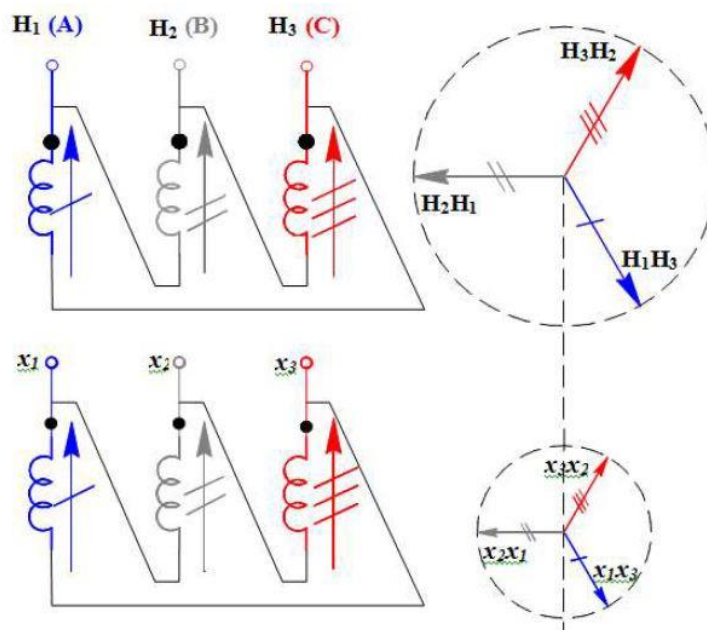 H₁ (A)
H₂ (B)
H₃ (C)
H₃H₂
H₂H₁
H₁H₃
x₁
x₂
x₃
x₃x₂
x₂x₁
x₁x₃